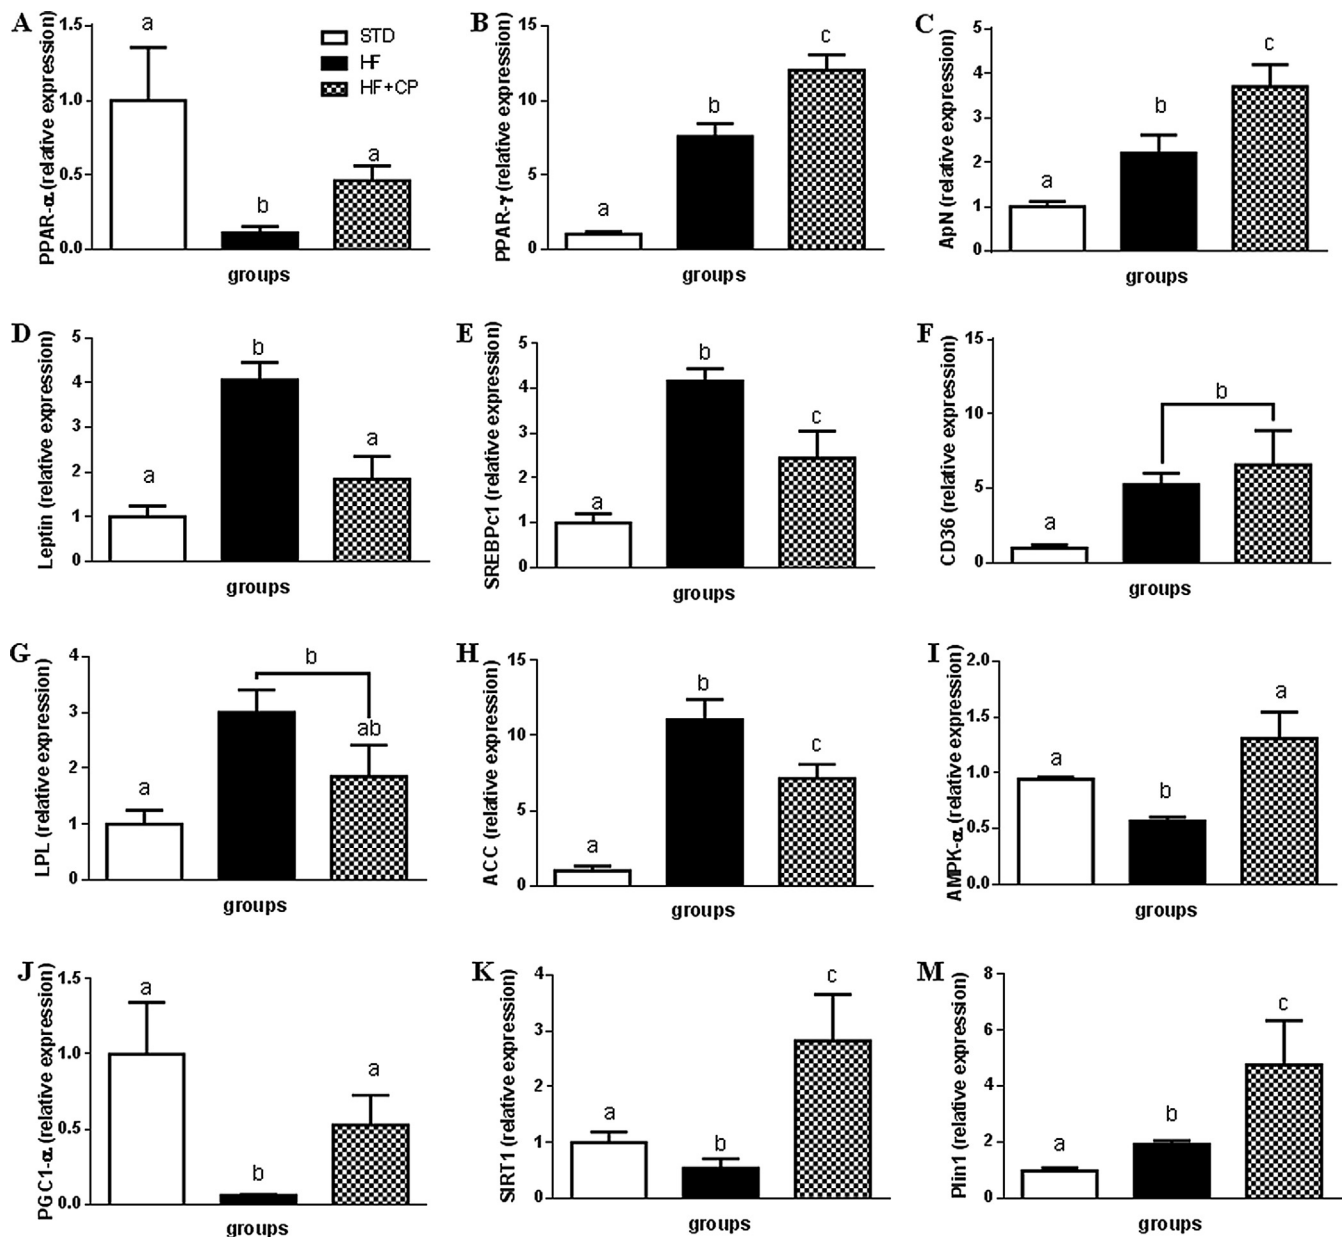 A
PPAR-α (relative expression)
1.5
1.0
0.5
0.0
a
b
a
groups
STD
HF
HF+CP
B
PPAR-γ (relative expression)
15
10
5
0
a
b
c
groups
C
ApN (relative expression)
5
4
3
2
1
0
a
b
c
groups
D
Leptin (relative expression)
5
4
3
2
1
0
a
b
a
groups
E
SREBPc1 (relative expression)
5
4
3
2
1
0
a
b
c
groups
F
CD36 (relative expression)
15
10
5
0
a
b
groups
G
LPL (relative expression)
4
3
2
1
0
a
b
ab
groups
H
ACC (relative expression)
15
10
5
0
a
b
c
groups
I
AMPK-α (relative expression)
2.0
1.5
1.0
0.5
0.0
a
b
a
groups
J
PGC1-α (relative expression)
1.5
1.0
0.5
0.0
a
b
a
groups
K
SIRT1 (relative expression)
4
3
2
1
0
a
b
c
groups
M
Plin1 (relative expression)
8
6
4
2
0
a
b
c
groups